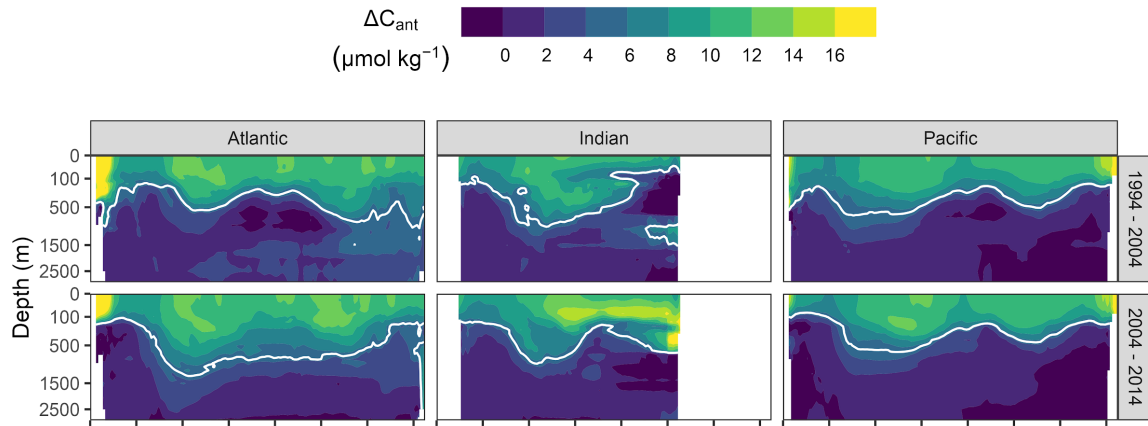 ΔCant
(μmol kg⁻¹)
0 2 4 6 8 10 12 14 16
Atlantic Indian Pacific
Depth (m)
0
100
500
1500
2500
1994 - 2004
0
100
500
1500
2500
2004 - 2014